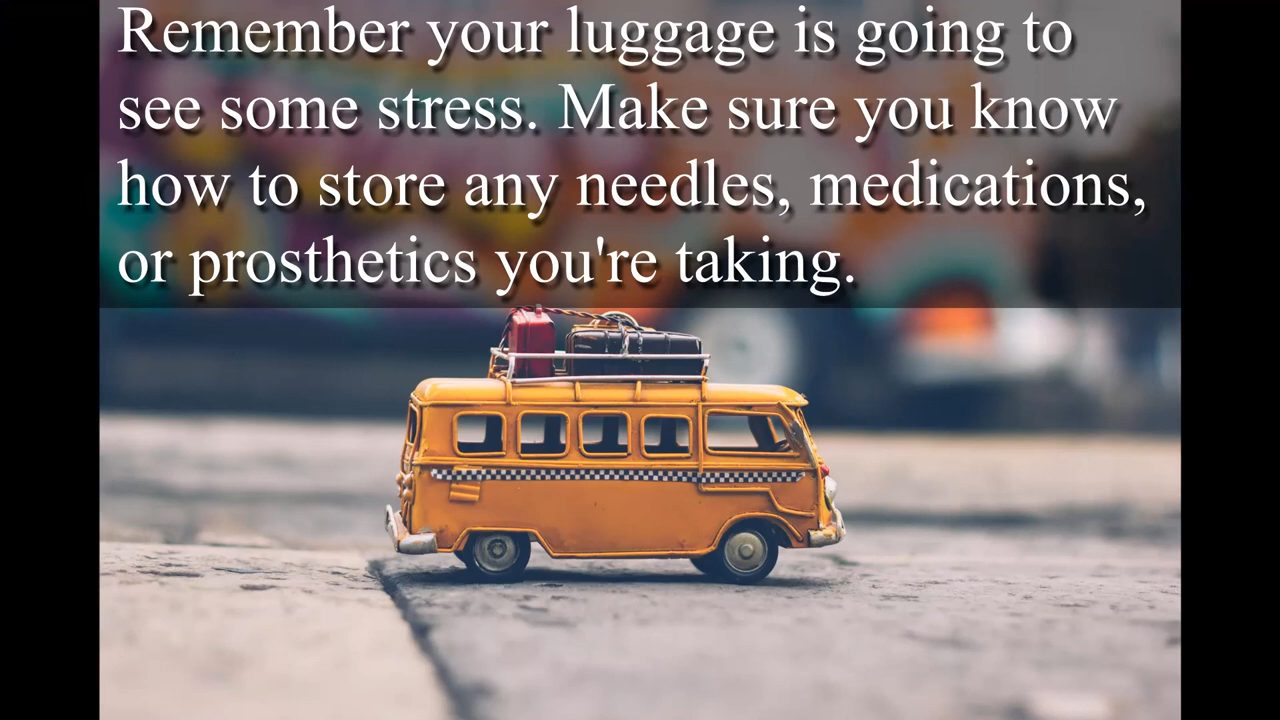 Remember your luggage is going to
see some stress. Make sure you know
how to store any needles, medications,
or prosthetics you're taking.